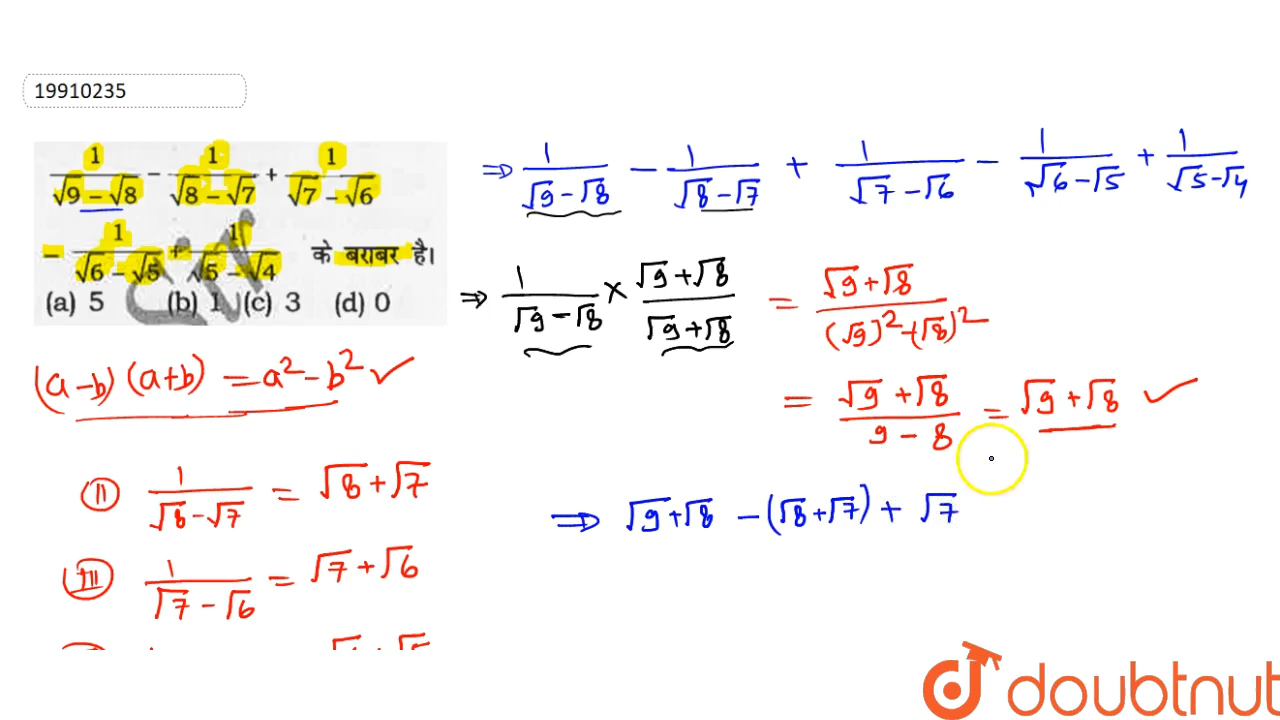 19910235
1/(√9 – √8) – 1/(√8 – √7) + 1/(√7 – √6)
– 1/(√6 – √5) + 1/(√5 – √4) के बराबर है।
(a) 5 (b) 1 (c) 3 (d) 0
(a-b) (a+b) = a² - b² ✓
(II) 1/(√8 - √7) = √8 + √7
(III) 1/(√7 - √6) = √7 + √6
⇒ 1/(√9 - √8) - 1/(√8 - √7) + 1/(√7 - √6) - 1/(√6 - √5) + 1/(√5 - √4)
⇒ 1/(√9 - √8) × (√9 + √8)/(√9 + √8) = (√9 + √8)/((√9)² - (√8)²)
= (√9 + √8)/(9 - 8) = √9 + √8 ✓
⇒ √9 + √8 - (√8 + √7) + √7
doubtnut